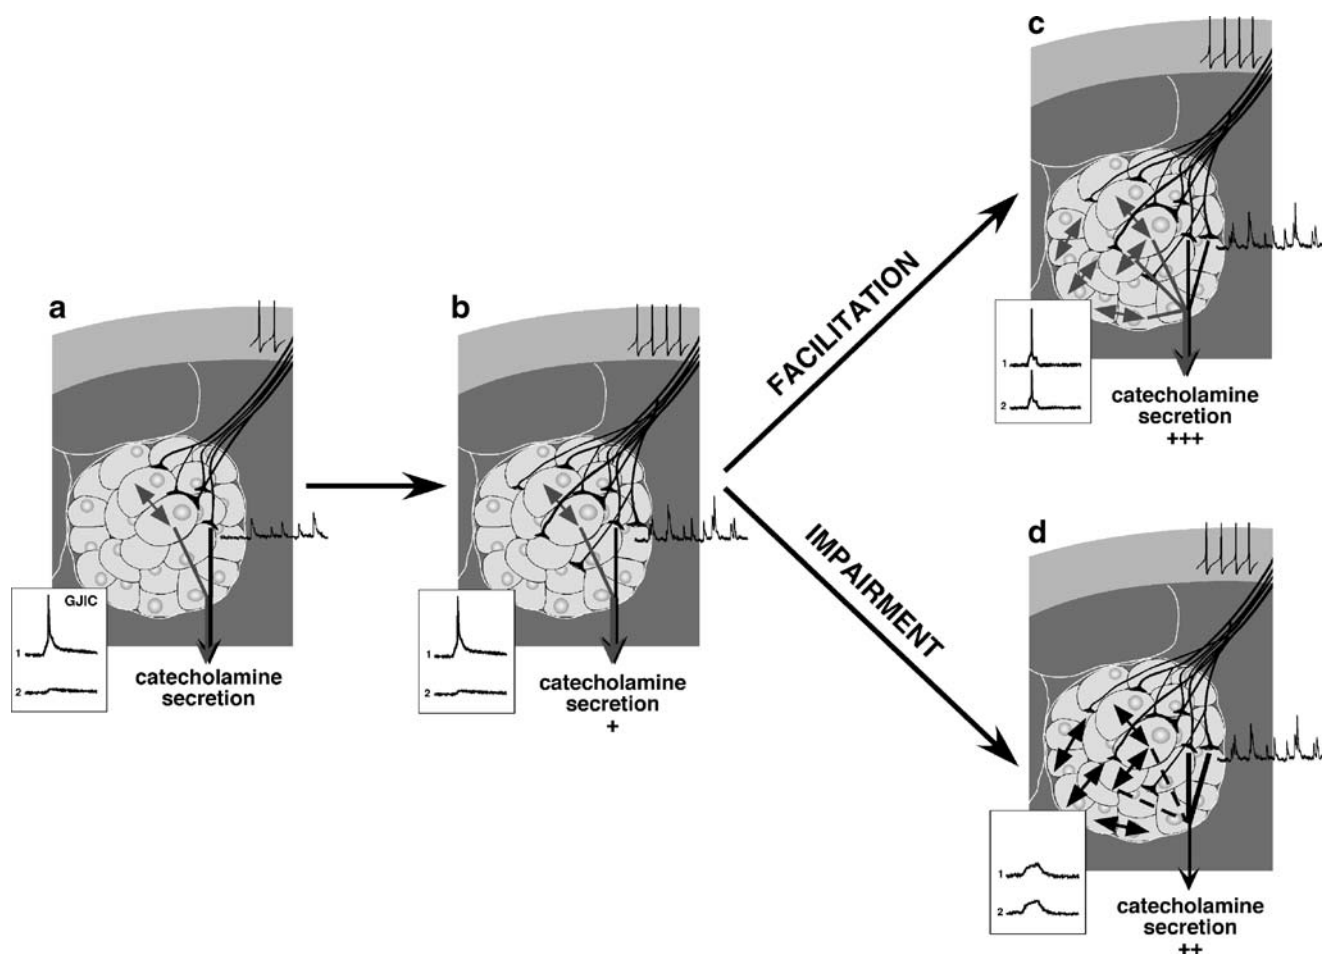 a
GJIC
1
2
catecholamine
secretion
b
1
2
catecholamine
secretion
+
FACILITATION
IMPAIRMENT
c
1
2
catecholamine
secretion
+++
d
1
2
catecholamine
secretion
++